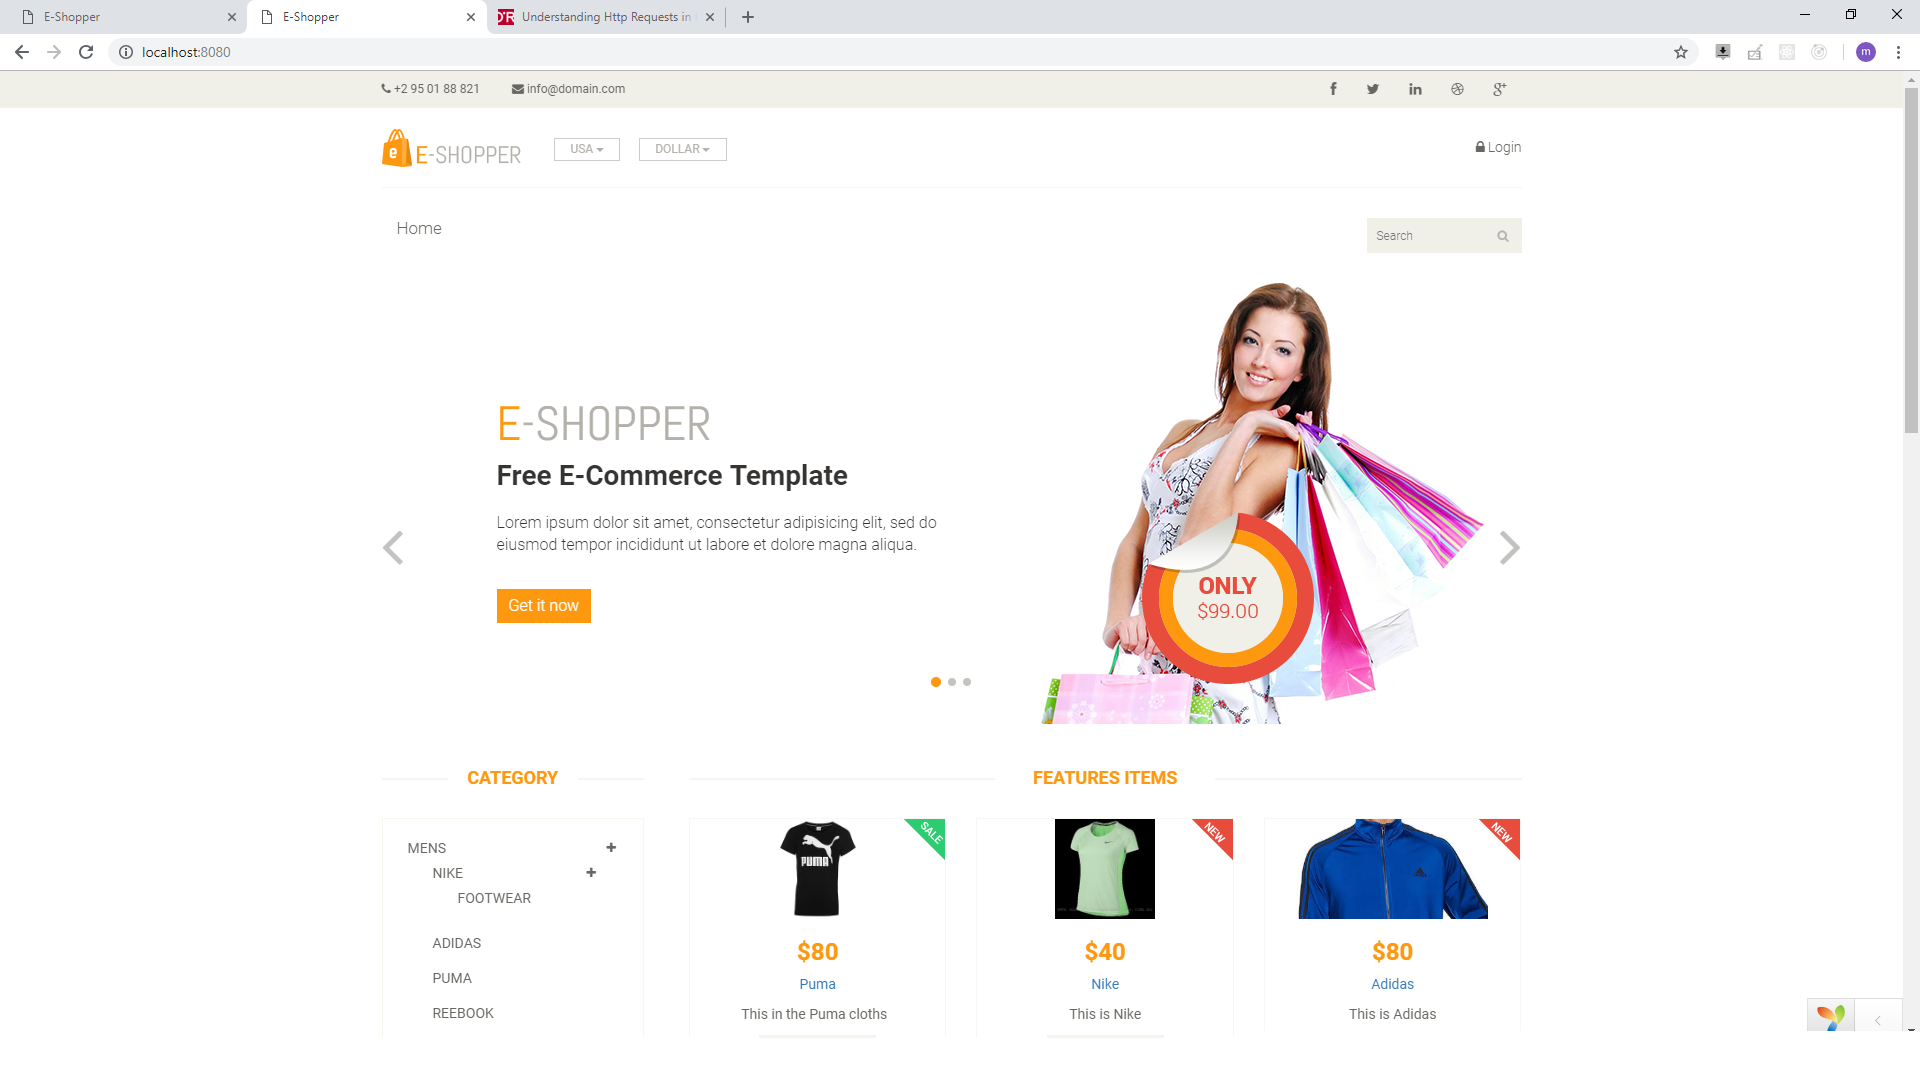 E-Shopper
E-Shopper
Understanding Http Requests in
localhost:8080
m
+2 95 01 88 821
info@domain.com
E-SHOPPER
USA
DOLLAR
Login
Home
Search
E-SHOPPER
Free E-Commerce Template
Lorem ipsum dolor sit amet, consectetur adipisicing elit, sed do
eiusmod tempor incididunt ut labore et dolore magna aliqua.
Get it now
ONLY
$99.00
CATEGORY
FEATURES ITEMS
MENS
NIKE
FOOTWEAR
ADIDAS
PUMA
REEBOOK
SALE
PUMA
$80
Puma
This in the Puma cloths
NEW
$40
Nike
This is Nike
NEW
$80
Adidas
This is Adidas